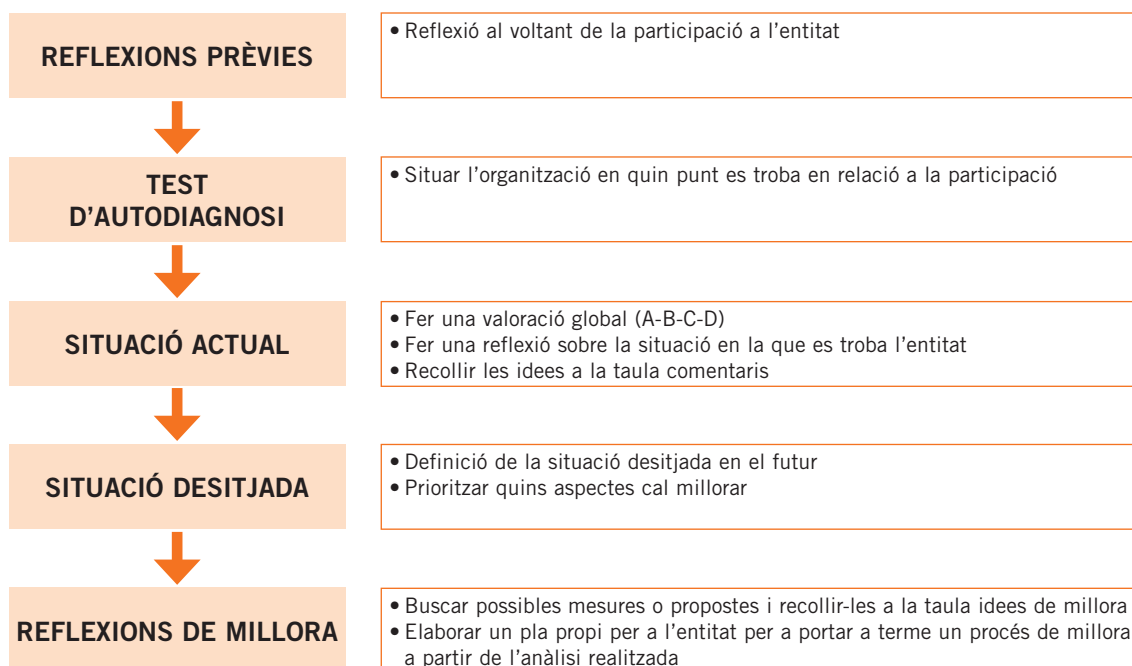 REFLEXIONS PRÈVIES
• Reflexió al voltant de la participació a l'entitat
TEST
D'AUTODIAGNOSI
• Situar l'organització en quin punt es troba en relació a la participació
SITUACIÓ ACTUAL
• Fer una valoració global (A-B-C-D)
• Fer una reflexió sobre la situació en la que es troba l'entitat
• Recollir les idees a la taula comentaris
SITUACIÓ DESITJADA
• Definició de la situació desitjada en el futur
• Prioritzar quins aspectes cal millorar
REFLEXIONS DE MILLORA
• Buscar possibles mesures o propostes i recollir-les a la taula idees de millora
• Elaborar un pla propi per a l'entitat per a portar a terme un procés de millora
a partir de l'anàlisi realitzada